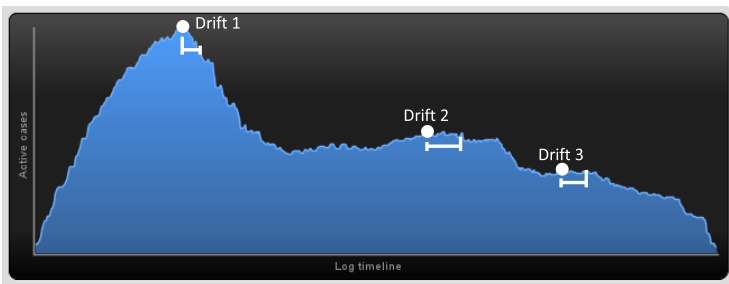 Drift 1
Drift 2
Drift 3
Active cases
Log timeline